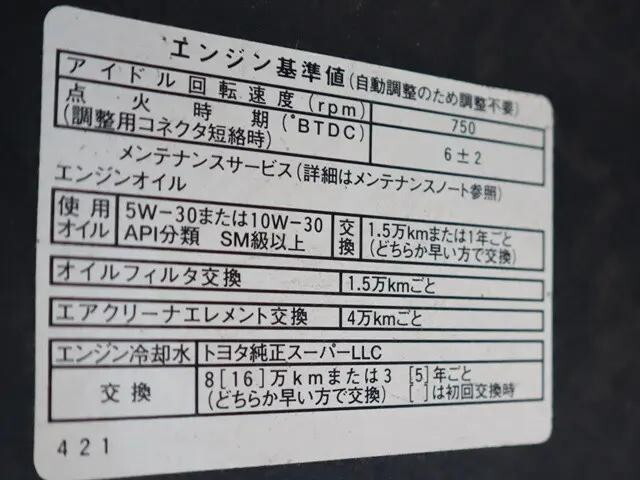 エンジン基準値(自動調整のため調整不要)
アイドル回転速度(rpm) 750
点火時期(°BTDC) 6±2
(調整用コネクタ短絡時)
メンテナンスサービス(詳細はメンテナンスノート参照)
エンジンオイル
使用オイル 5W-30または10W-30 交換 1.5万kmまたは1年ごと
API分類 SM級以上 (どちらか早い方で交換)
オイルフィルタ交換 1.5万kmごと
エアクリーナエレメント交換 4万kmごと
エンジン冷却水 トヨタ純正スーパーLLC
交換 8[16]万kmまたは3[5]年ごと
(どちらか早い方で交換) [ ]は初回交換時
421